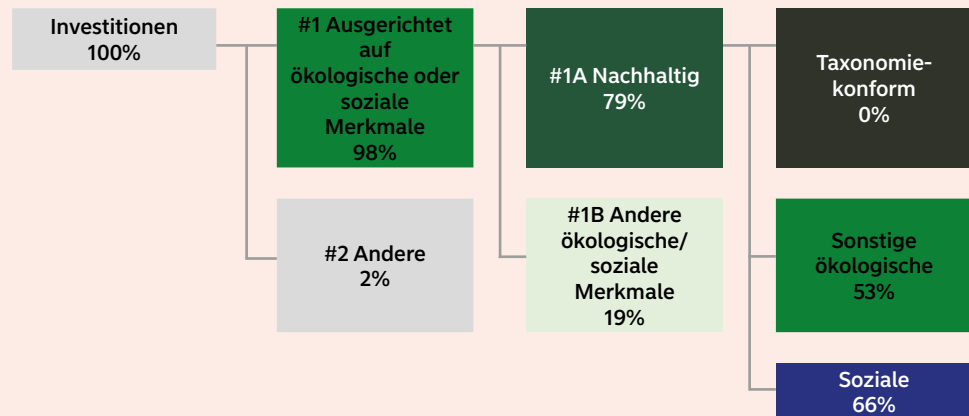 Investitionen
100%
#1 Ausgerichtet
auf
ökologische oder
soziale
Merkmale
98%
#1A Nachhaltig
79%
Taxonomie-
konform
0%
#2 Andere
2%
#1B Andere
ökologische/
soziale
Merkmale
19%
Sonstige
ökologische
53%
Soziale
66%